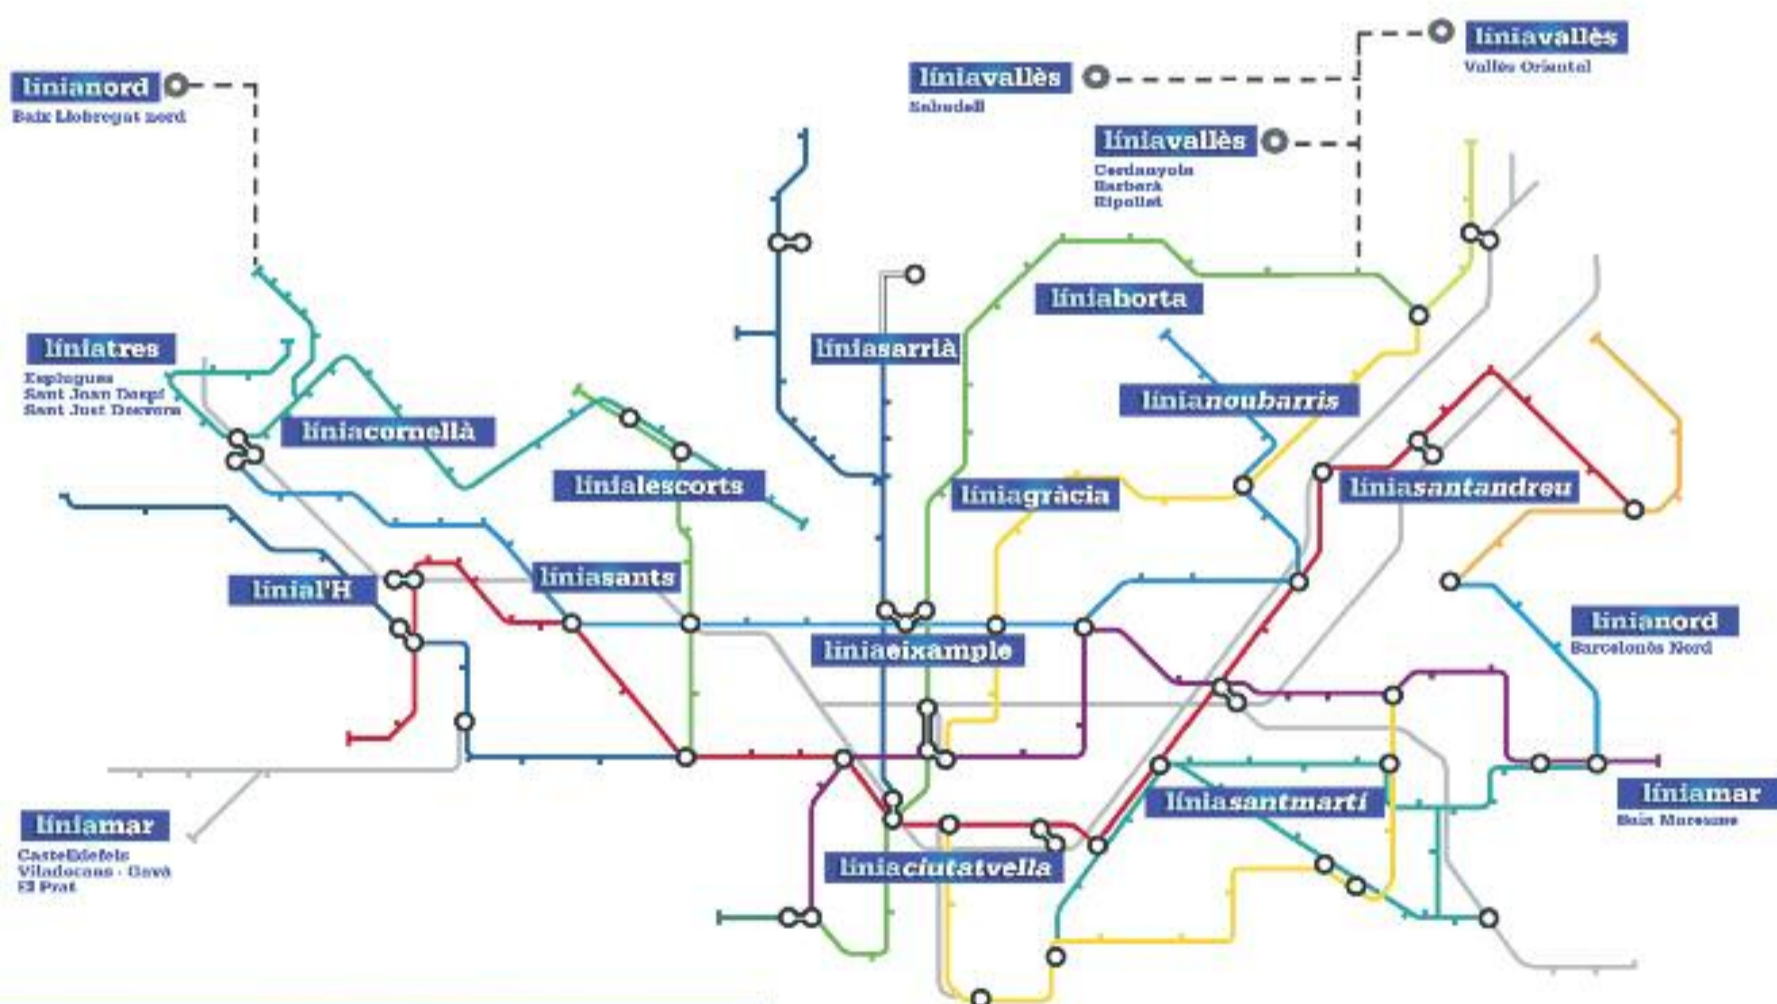 líniavallès
Vallès Oriental
líniavallès
Sabadell
línianord
Baix Llobregat nord
líniavallès
Cerdanyola
Barberà
Ripollet
líniahorta
líniatres
Esplugues
Sant Joan Despí
Sant Just Desvern
líniasarrià
línianoubarris
líniacornellà
línialescorts
líniagràcia
líniasantandreu
línial'H
líniasants
línianord
Barcelonès Nord
líniaeixample
líniasantmartí
líniamar
Baix Maresme
líniamar
Castelldefels
Viladecans - Gavà
El Prat
líniaciutatvella